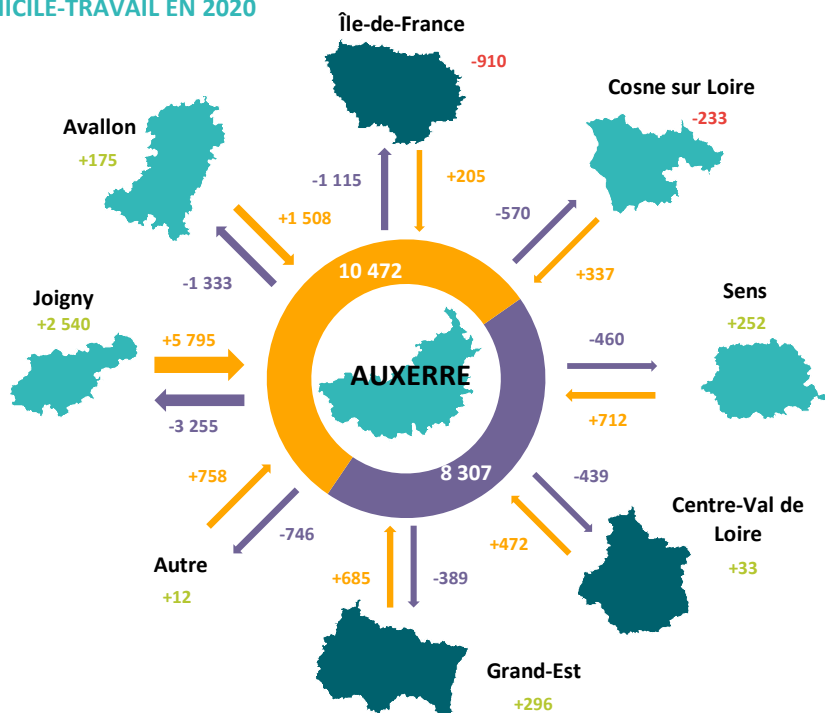 MICILE-TRAVAIL EN 2020
Île-de-France
-910
Cosne sur Loire
-233
Avallon
+175
-1 115
+205
-570
+337
+1 508
-1 333
10 472
Joigny
+2 540
+5 795
-3 255
AUXERRE
Sens
+252
-460
+712
8 307
+758
-746
Autre
+12
+685
-389
+472
-439
Centre-Val de
Loire
+33
Grand-Est
+296